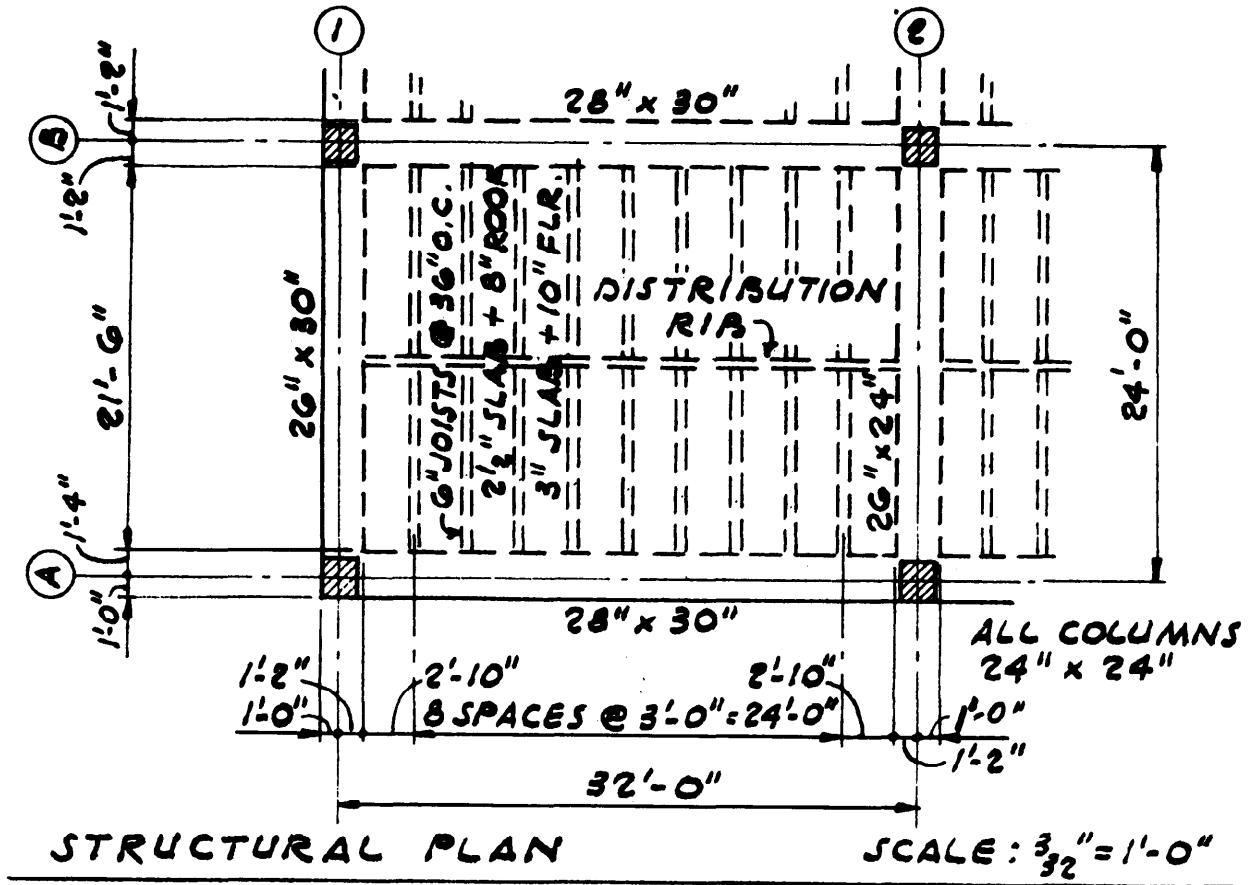 1
2
B
A
1'-2"
1'-2"
21'-6"
1'-4"
1'-0"
28" x 30"
26" x 30"
6" JOISTS @ 36" O.C.
2½" SLAB + 8" ROOF
3" SLAB + 10" FLR.
DISTRIBUTION
RIB
26" x 24"
24'-0"
28" x 30"
ALL COLUMNS
24" x 24"
1'-2"
2'-10"
2'-10"
1'-0"
8 SPACES @ 3'-0" = 24'-0"
1'-0"
1'-2"
32'-0"
STRUCTURAL PLAN
SCALE: 3/32" = 1'-0"